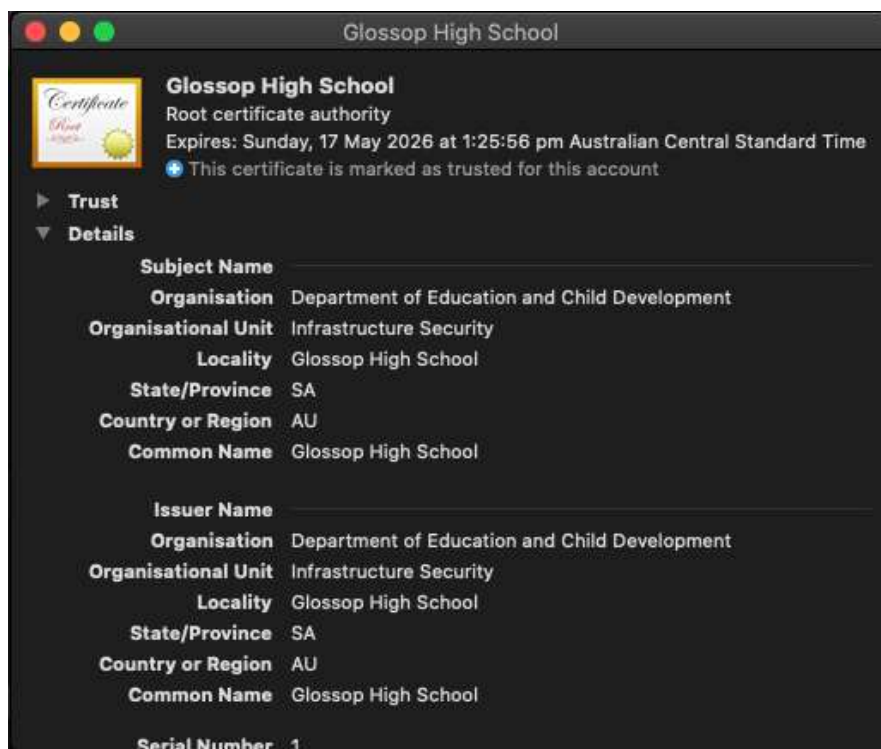 Glossop High School
Certificate
Root
Glossop High School
Root certificate authority
Expires: Sunday, 17 May 2026 at 1:25:56 pm Australian Central Standard Time
This certificate is marked as trusted for this account
Trust
Details
Subject Name
Organisation Department of Education and Child Development
Organisational Unit Infrastructure Security
Locality Glossop High School
State/Province SA
Country or Region AU
Common Name Glossop High School
Issuer Name
Organisation Department of Education and Child Development
Organisational Unit Infrastructure Security
Locality Glossop High School
State/Province SA
Country or Region AU
Common Name Glossop High School
Serial Number 1